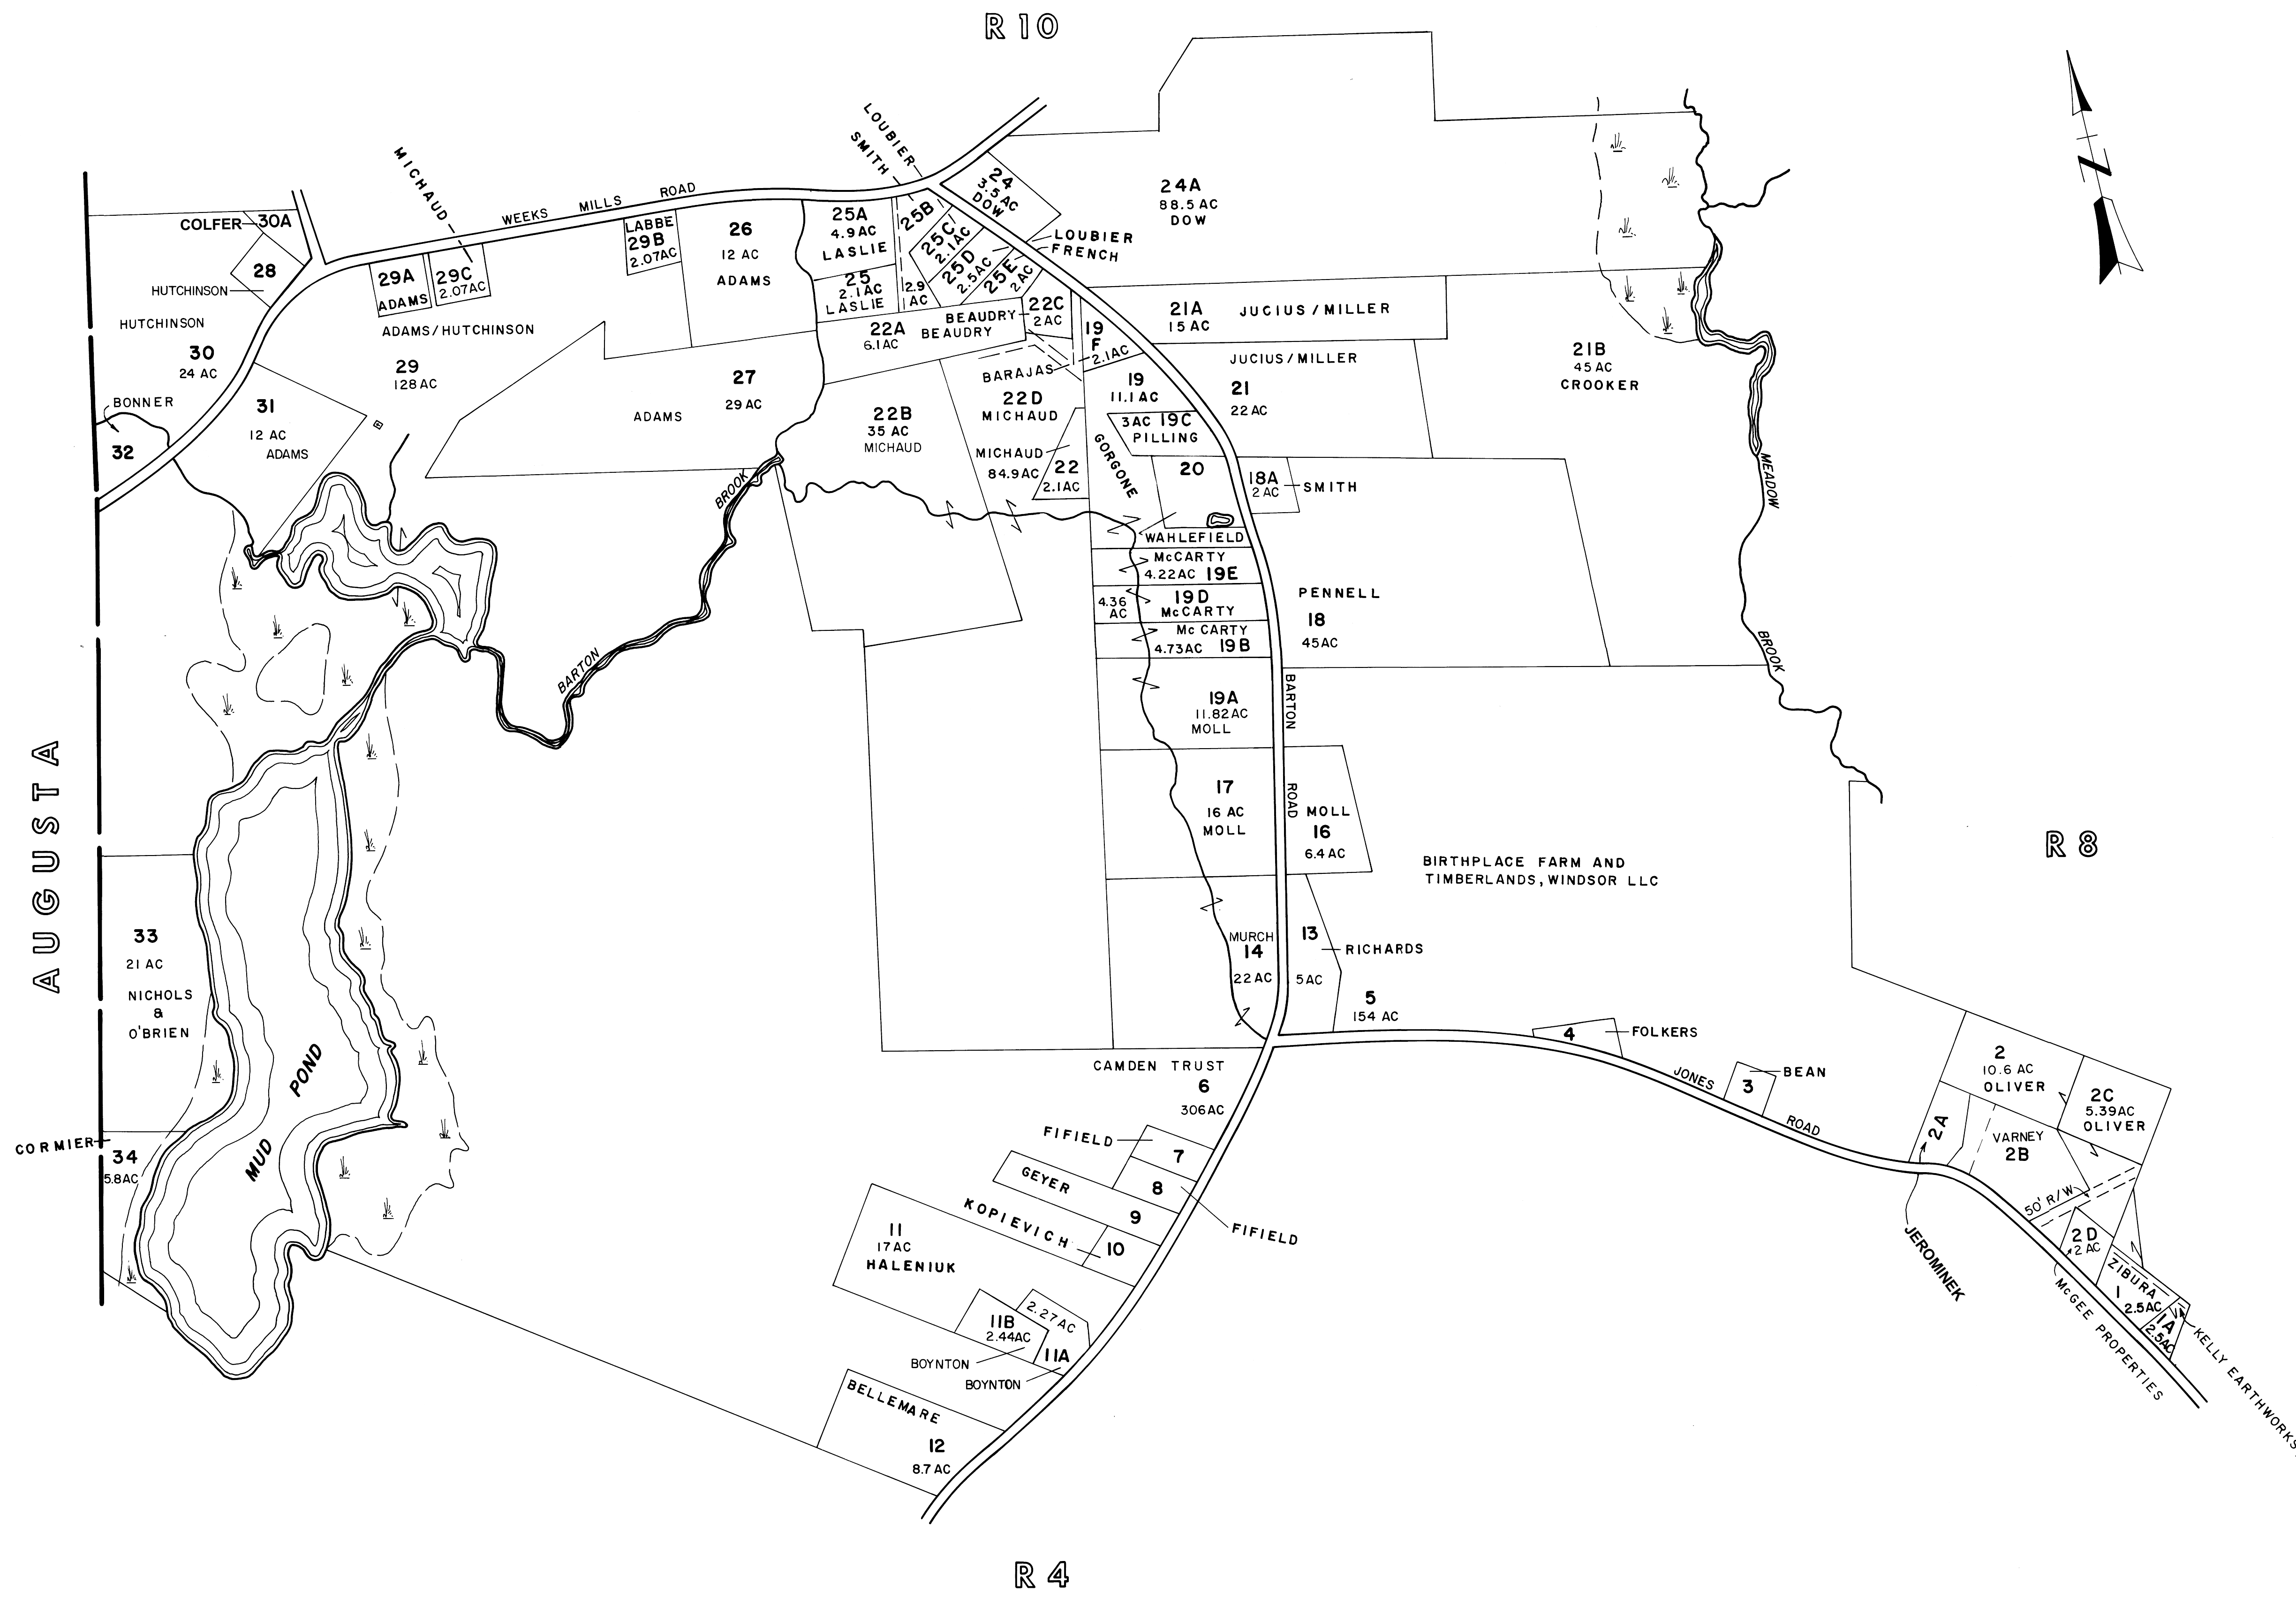 R 10
LOUBIER
SMITH
MICHAUD
WEEKS MILLS ROAD
COLFER
30A
28
HUTCHINSON
HUTCHINSON
30
24 AC
BONNER
32
31
12 AC
ADAMS
29A
ADAMS
29C
2.07AC
ADAMS/HUTCHINSON
29
128 AC
LABBE
29B
2.07AC
26
12 AC
ADAMS
27
29 AC
ADAMS
25A
4.9 AC
LASLIE
25
2.1 AC
LASLIE
2.9
AC
25B
25C
2.1AC
25D
2.5AC
25E
2AC
24
3.5 AC
DOW
24A
88.5 AC
DOW
LOUBIER
FRENCH
22A
6.1AC
BEAUDRY
BEAUDRY
22C
2AC
19
F
2.1AC
BARAJAS
22D
MICHAUD
22B
35 AC
MICHAUD
MICHAUD
84.9AC
22
2.1AC
GORGONE
19
11.1 AC
3AC 19C
PILLING
20
WAHLEFIELD
21A
15 AC
JUCIUS / MILLER
JUCIUS/MILLER
21
22 AC
21B
45 AC
CROOKER
18A
2 AC
SMITH
McCARTY
4.22AC 19E
4.36
AC
19D
McCARTY
Mc CARTY
4.73AC 19B
PENNELL
18
45AC
19A
11.82AC
MOLL
BARTON
ROAD
17
16 AC
MOLL
MOLL
16
6.4 AC
BIRTHPLACE FARM AND
TIMBERLANDS, WINDSOR LLC
MURCH
14
22 AC
13
5AC
RICHARDS
5
154 AC
MEADOW
BROOK
BROOK
BARTON
AUGUSTA
R 8
33
21 AC
NICHOLS
&
O'BRIEN
CORMIER
34
5.8AC
MUD
POND
CAMDEN TRUST
6
306AC
4
FOLKERS
JONES
ROAD
3
BEAN
2
10.6 AC
OLIVER
2C
5.39AC
OLIVER
2A
VARNEY
2B
50' R/W
2D
2 AC
ZIBURA
1
2.5AC
1A
2.5AC
JEROMINEK
McGEE PROPERTIES
KELLY EARTHWORKS
FIFIELD
7
8
FIFIELD
GEYER
9
KOPIEVICH
10
11
17AC
HALENIUK
2.27 AC
11B
2.44AC
11A
BOYNTON
BOYNTON
BELLEMARE
12
8.7 AC
N
R 4